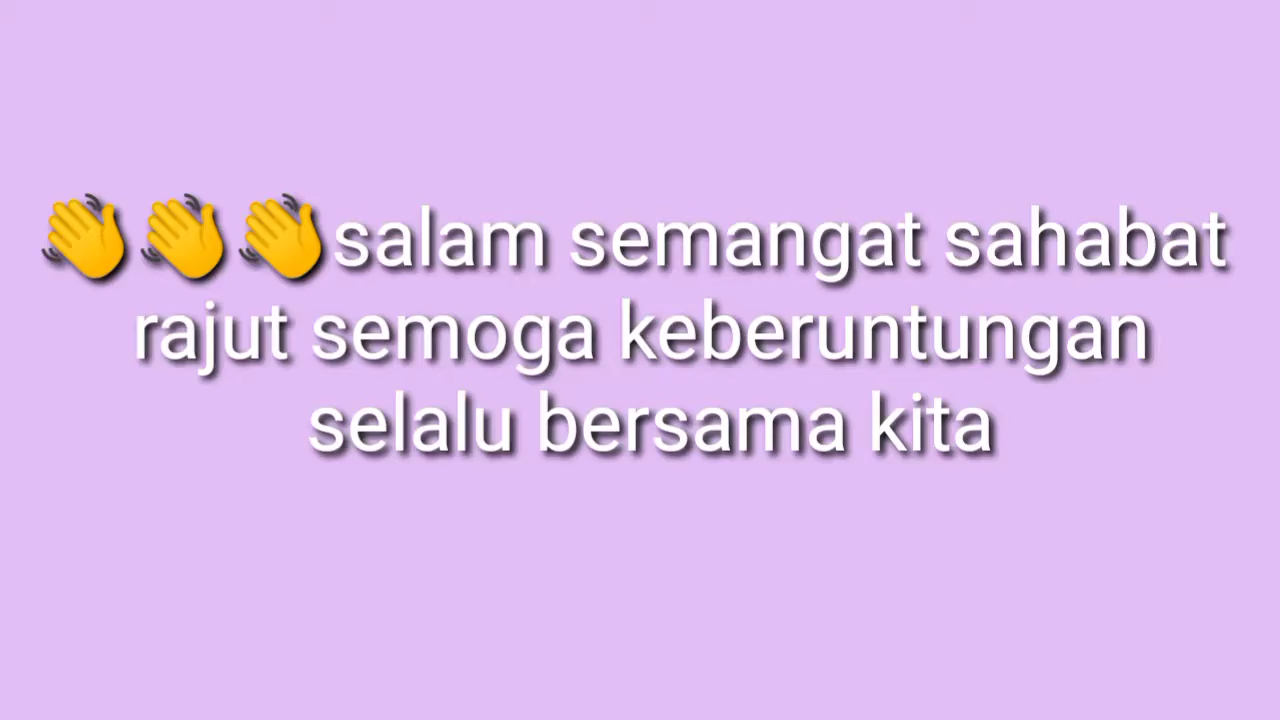 👋👋👋salam semangat sahabat
rajut semoga keberuntungan
selalu bersama kita